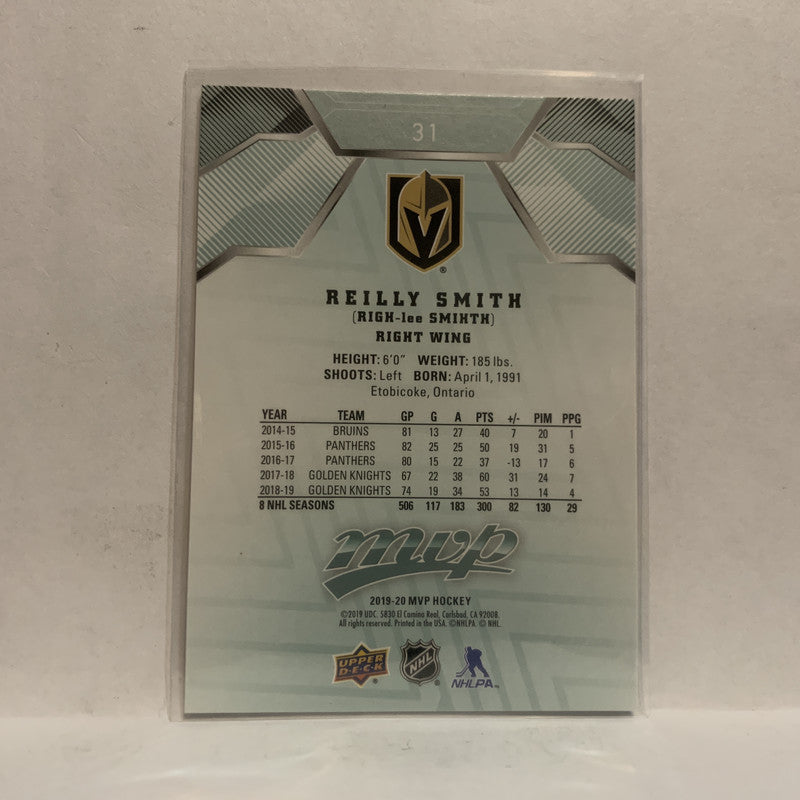 31
REILLY SMITH
(RIGH-lee SMIHTH)
RIGHT WING
HEIGHT: 6'0" WEIGHT: 185 lbs.
SHOOTS: Left BORN: April 1, 1991
Etobicoke, Ontario
YEAR TEAM GP G A PTS +/- PIM PPG
2014-15 BRUINS 81 13 27 40 7 20 1
2015-16 PANTHERS 82 25 25 50 19 31 5
2016-17 PANTHERS 80 15 22 37 -13 17 6
2017-18 GOLDEN KNIGHTS 67 22 38 60 31 24 7
2018-19 GOLDEN KNIGHTS 74 19 34 53 13 14 4
8 NHL SEASONS 506 117 183 300 82 130 29
mvp
2019-20 MVP HOCKEY
©2019 UDC. 5830 El Camino Real, Carlsbad, CA 92008.
All rights reserved. Printed in the USA. ©NHLPA. © NHL.
UPPER DECK NHL NHLPA